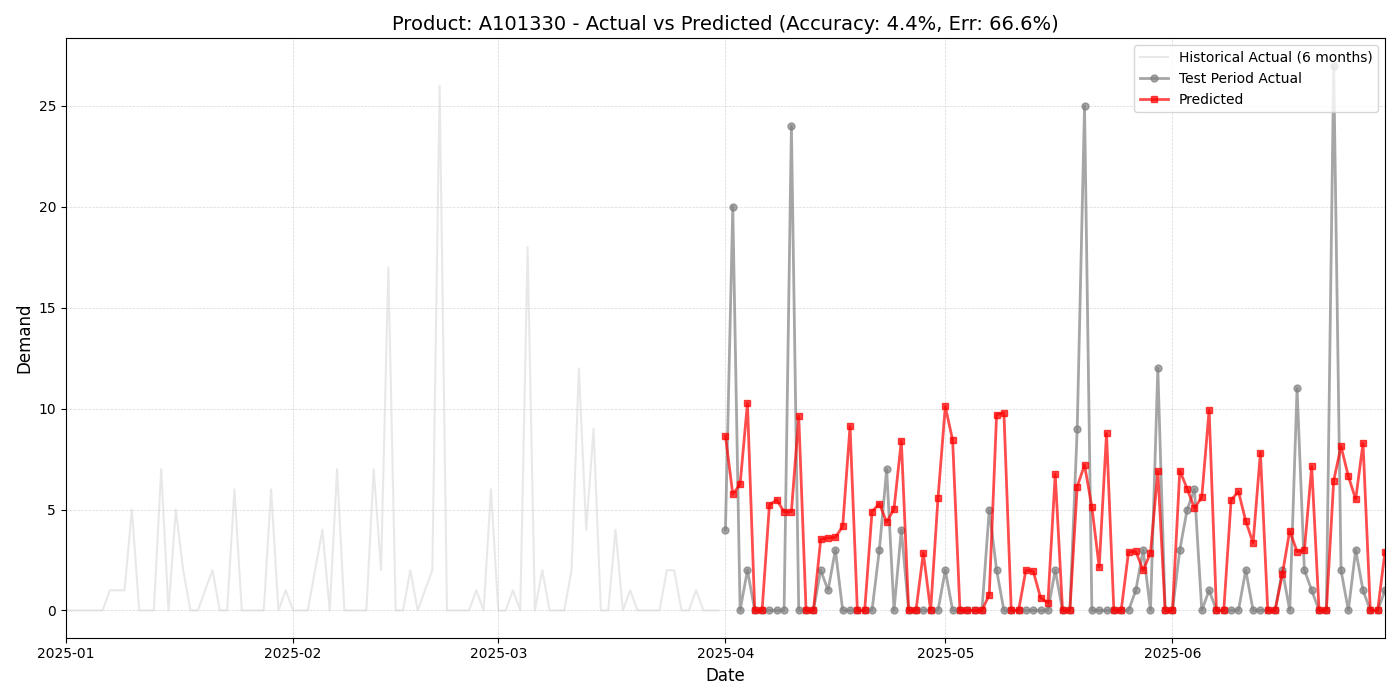 Product: A101330 - Actual vs Predicted (Accuracy: 4.4%, Err: 66.6%)
Historical Actual (6 months)
Test Period Actual
Predicted
Demand
25
20
15
10
5
0
2025-01
2025-02
2025-03
2025-04
2025-05
2025-06
Date